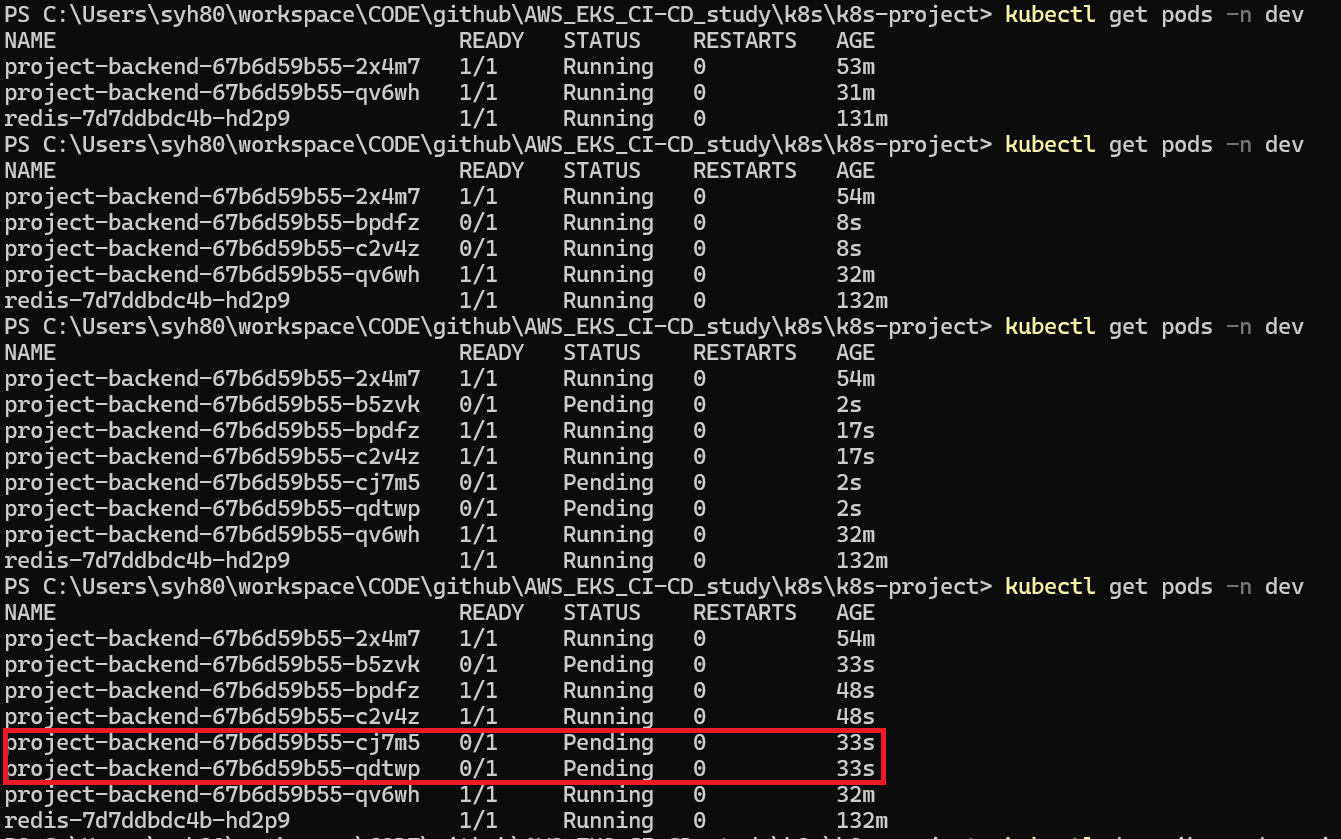 PS C:\Users\syh80\workspace\CODE\github\AWS_EKS_CI-CD_study\k8s\k8s-project> kubectl get pods -n dev
NAME READY STATUS RESTARTS AGE
project-backend-67b6d59b55-2x4m7 1/1 Running 0 53m
project-backend-67b6d59b55-qv6wh 1/1 Running 0 31m
redis-7d7ddbdc4b-hd2p9 1/1 Running 0 131m
PS C:\Users\syh80\workspace\CODE\github\AWS_EKS_CI-CD_study\k8s\k8s-project> kubectl get pods -n dev
NAME READY STATUS RESTARTS AGE
project-backend-67b6d59b55-2x4m7 1/1 Running 0 54m
project-backend-67b6d59b55-bpdfz 0/1 Running 0 8s
project-backend-67b6d59b55-c2v4z 0/1 Running 0 8s
project-backend-67b6d59b55-qv6wh 1/1 Running 0 32m
redis-7d7ddbdc4b-hd2p9 1/1 Running 0 132m
PS C:\Users\syh80\workspace\CODE\github\AWS_EKS_CI-CD_study\k8s\k8s-project> kubectl get pods -n dev
NAME READY STATUS RESTARTS AGE
project-backend-67b6d59b55-2x4m7 1/1 Running 0 54m
project-backend-67b6d59b55-b5zvk 0/1 Pending 0 2s
project-backend-67b6d59b55-bpdfz 1/1 Running 0 17s
project-backend-67b6d59b55-c2v4z 1/1 Running 0 17s
project-backend-67b6d59b55-cj7m5 0/1 Pending 0 2s
project-backend-67b6d59b55-qdtwp 0/1 Pending 0 2s
project-backend-67b6d59b55-qv6wh 1/1 Running 0 32m
redis-7d7ddbdc4b-hd2p9 1/1 Running 0 132m
PS C:\Users\syh80\workspace\CODE\github\AWS_EKS_CI-CD_study\k8s\k8s-project> kubectl get pods -n dev
NAME READY STATUS RESTARTS AGE
project-backend-67b6d59b55-2x4m7 1/1 Running 0 54m
project-backend-67b6d59b55-b5zvk 0/1 Pending 0 33s
project-backend-67b6d59b55-bpdfz 1/1 Running 0 48s
project-backend-67b6d59b55-c2v4z 1/1 Running 0 48s
project-backend-67b6d59b55-cj7m5 0/1 Pending 0 33s
project-backend-67b6d59b55-qdtwp 0/1 Pending 0 33s
project-backend-67b6d59b55-qv6wh 1/1 Running 0 32m
redis-7d7ddbdc4b-hd2p9 1/1 Running 0 132m